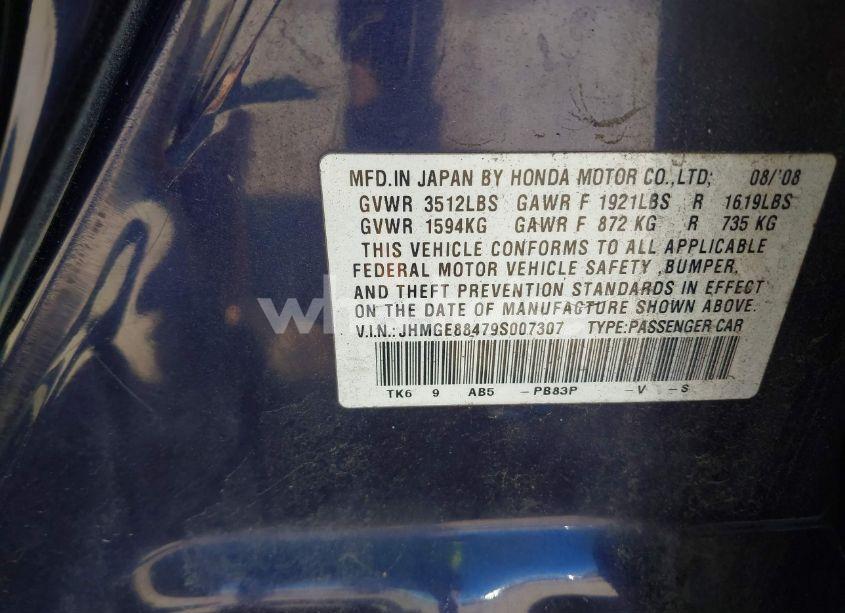 MFD.IN JAPAN BY HONDA MOTOR CO.,LTD; 08/'08
GVWR 3512LBS GAWR F 1921LBS R 1619LBS
GVWR 1594KG GAWR F 872 KG R 735 KG
THIS VEHICLE CONFORMS TO ALL APPLICABLE
FEDERAL MOTOR VEHICLE SAFETY ,BUMPER,
AND THEFT PREVENTION STANDARDS IN EFFECT
ON THE DATE OF MANUFACTURE SHOWN ABOVE.
V.I.N.: JHMGE88479S007307 TYPE:PASSENGER CAR
TK6 9 AB5 -PB83P -V -S